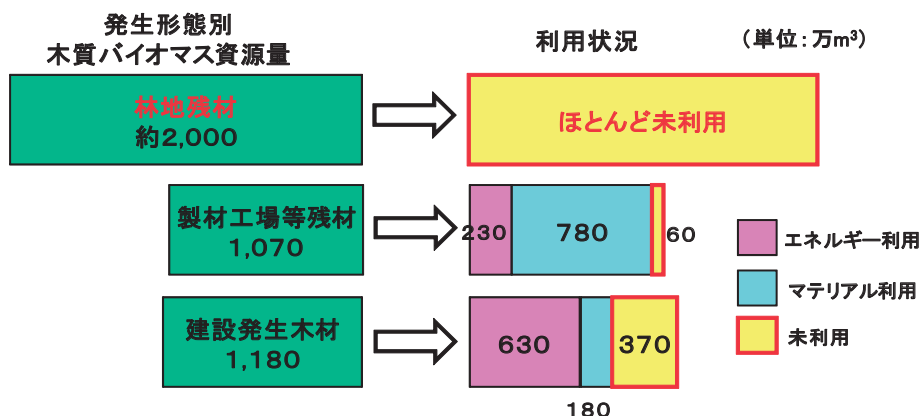 発生形態別
木質バイオマス資源量
利用状況
（単位：万m³）
林地残材
約2,000
ほとんど未利用
製材工場等残材
1,070
230
780
60
建設発生木材
1,180
630
370
180
エネルギー利用
マテリアル利用
未利用